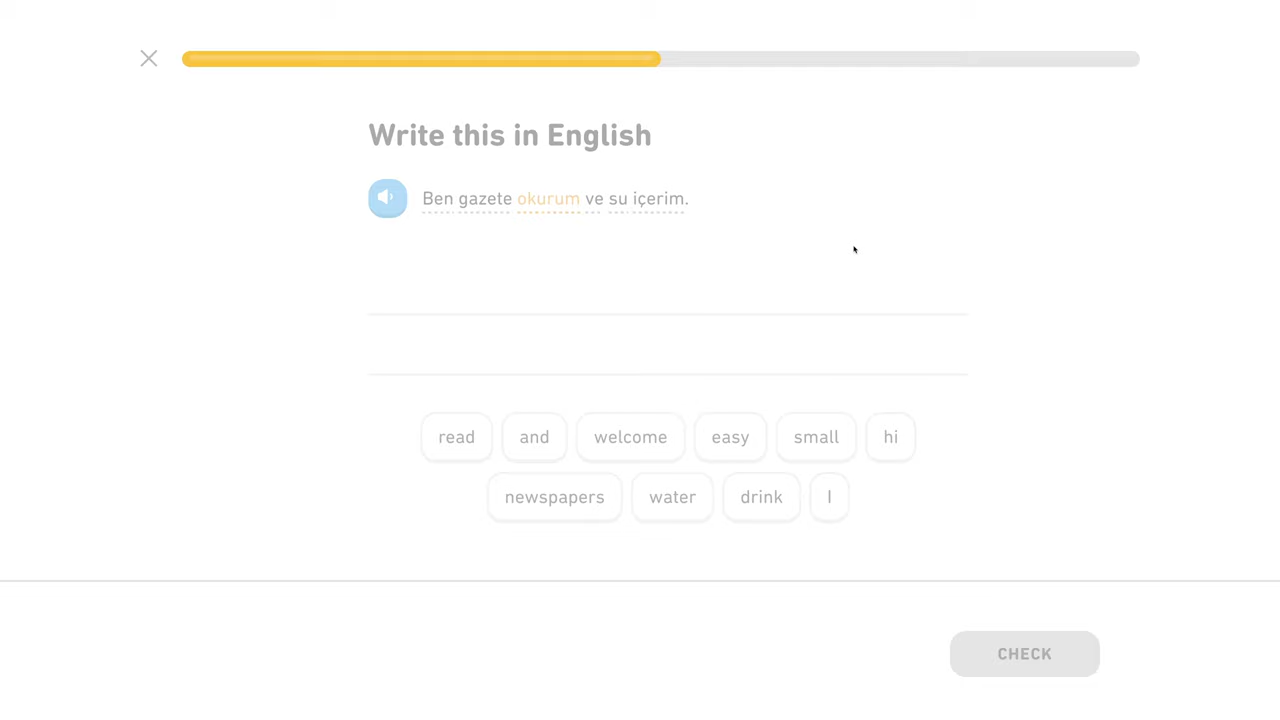 Write this in English
Ben gazete okurum ve su içerim.
read and welcome easy small hi
newspapers water drink I
CHECK